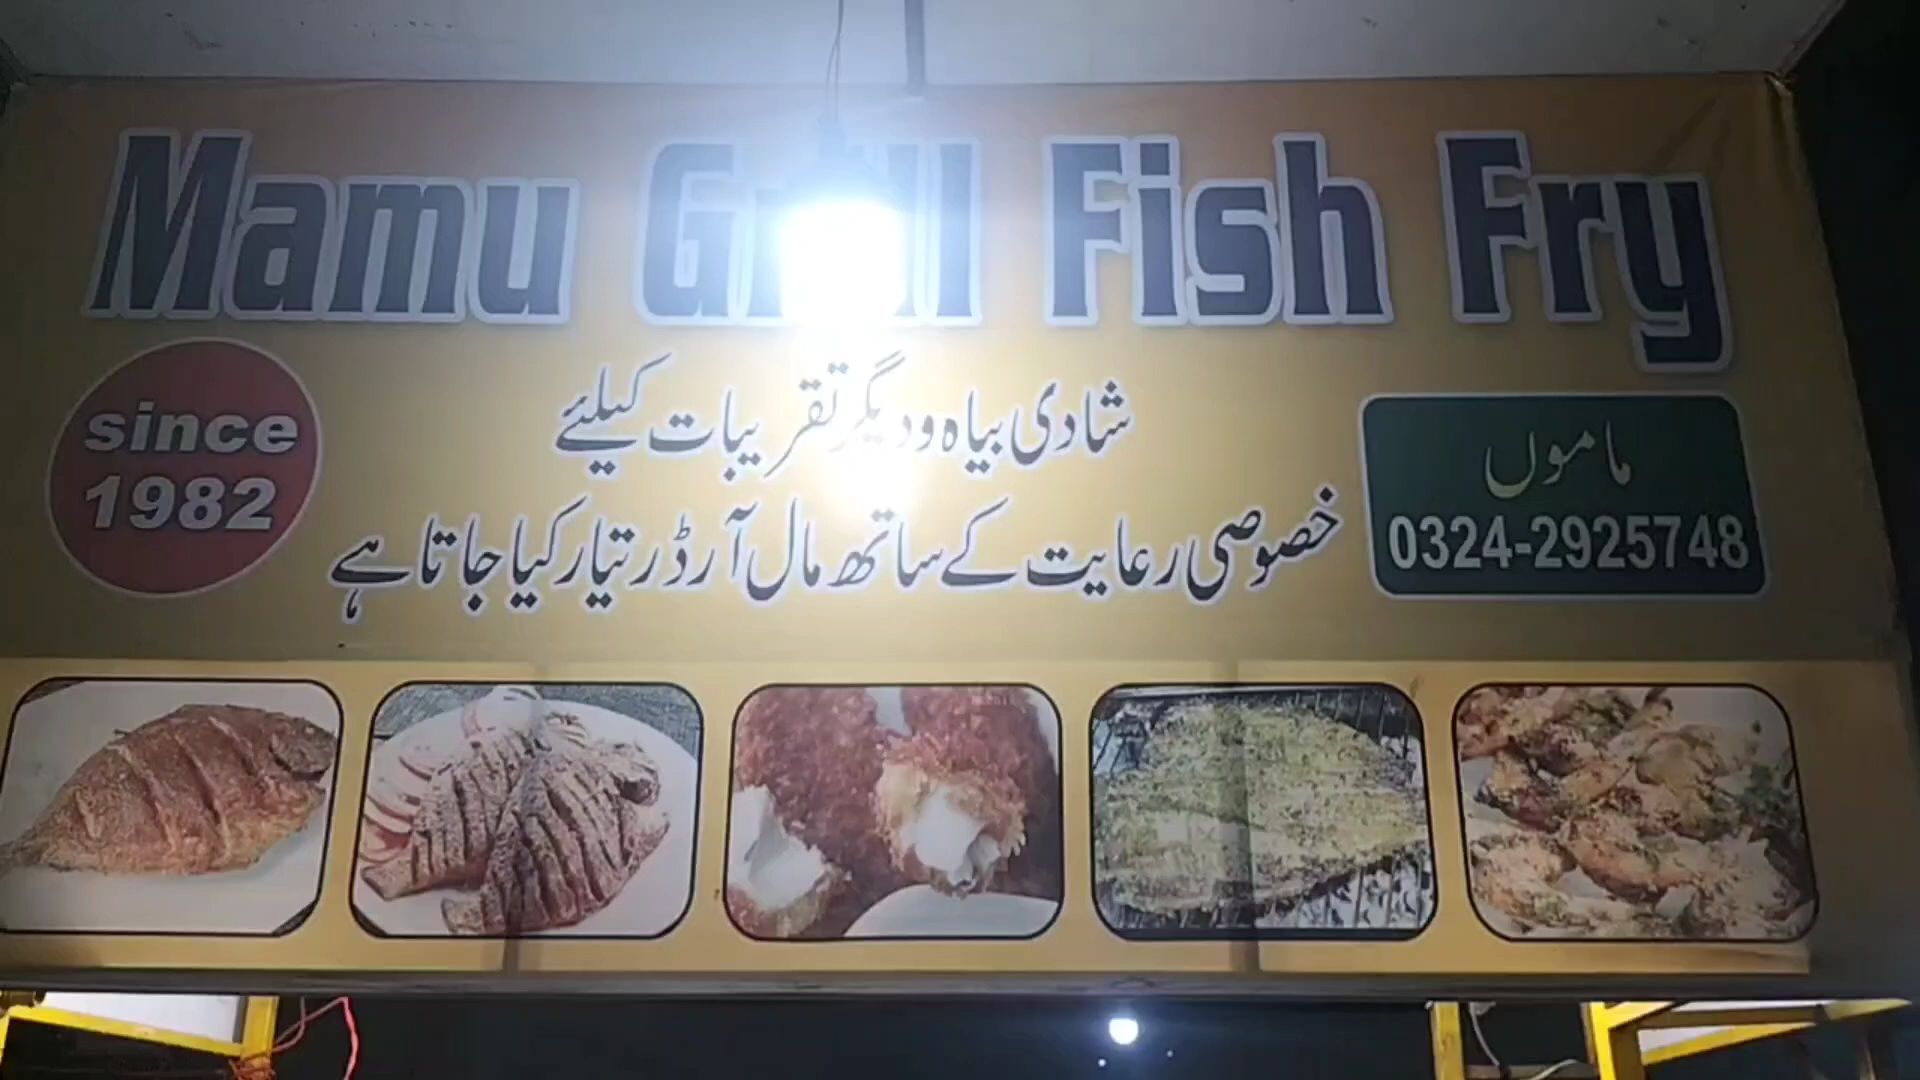 Mamu Grill Fish Fry
since
1982
شادی بیاہ و دیگر تقریبات کیلئے
خصوصی رعایت کے ساتھ مال آرڈر تیار کیا جاتا ہے
ماموں
0324-2925748